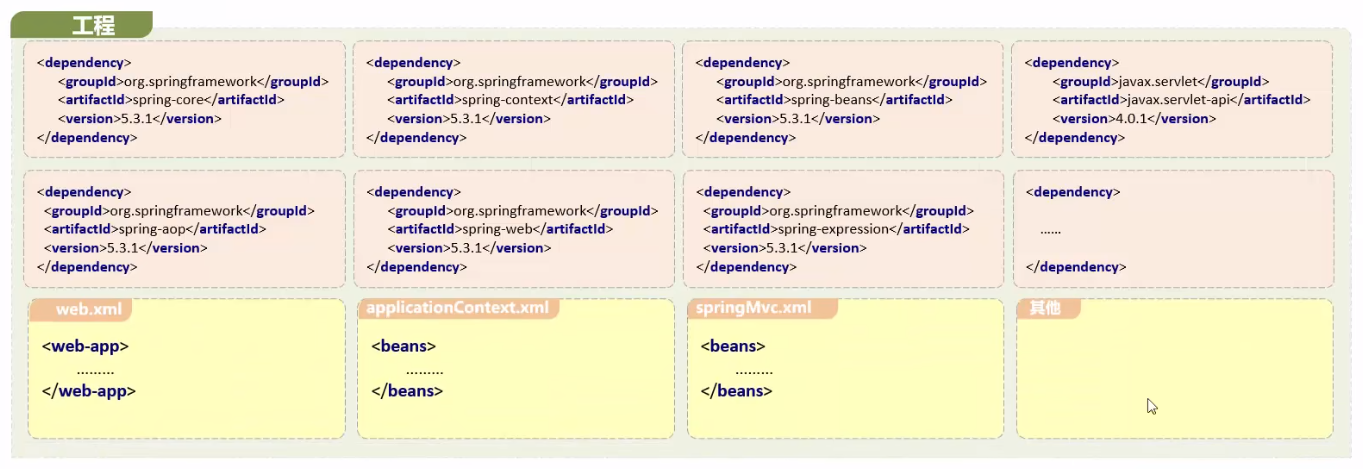 工程
<dependency>
<groupId>org.springframework</groupId>
<artifactId>spring-core</artifactId>
<version>5.3.1</version>
</dependency>
<dependency>
<groupId>org.springframework</groupId>
<artifactId>spring-context</artifactId>
<version>5.3.1</version>
</dependency>
<dependency>
<groupId>org.springframework</groupId>
<artifactId>spring-beans</artifactId>
<version>5.3.1</version>
</dependency>
<dependency>
<groupId>javax.servlet</groupId>
<artifactId>javax.servlet-api</artifactId>
<version>4.0.1</version>
</dependency>
<dependency>
<groupId>org.springframework</groupId>
<artifactId>spring-aop</artifactId>
<version>5.3.1</version>
</dependency>
<dependency>
<groupId>org.springframework</groupId>
<artifactId>spring-web</artifactId>
<version>5.3.1</version>
</dependency>
<dependency>
<groupId>org.springframework</groupId>
<artifactId>spring-expression</artifactId>
<version>5.3.1</version>
</dependency>
<dependency>
……
</dependency>
web.xml
<web-app>
………
</web-app>
applicationContext.xml
<beans>
………
</beans>
springMvc.xml
<beans>
………
</beans>
其他